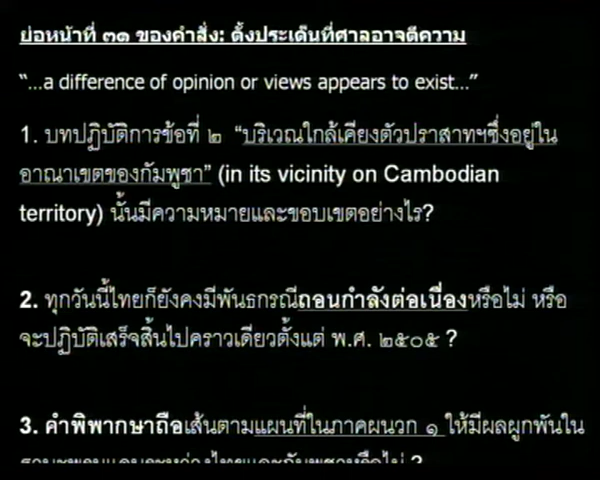 ย่อหน้าที่ ๓๑ ของคำสั่ง: ตั้งประเด็นที่ศาลอาจตีความ
“...a difference of opinion or views appears to exist...”
1. บทปฏิบัติการข้อที่ ๒ “บริเวณใกล้เคียงตัวปราสาทฯซึ่งอยู่ใน
อาณาเขตของกัมพูชา” (in its vicinity on Cambodian
territory) นั้นมีความหมายและขอบเขตอย่างไร?
2. ทุกวันนี้ไทยก็ยังคงมีพันธกรณีถอนกำลังต่อเนื่องหรือไม่ หรือ
จะปฏิบัติเสร็จสิ้นไปคราวเดียวตั้งแต่ พ.ศ. ๒๕๐๕ ?
3. คำพิพากษาถือเส้นตามแผนที่ในภาคผนวก ๑ ให้มีผลผูกพันใน